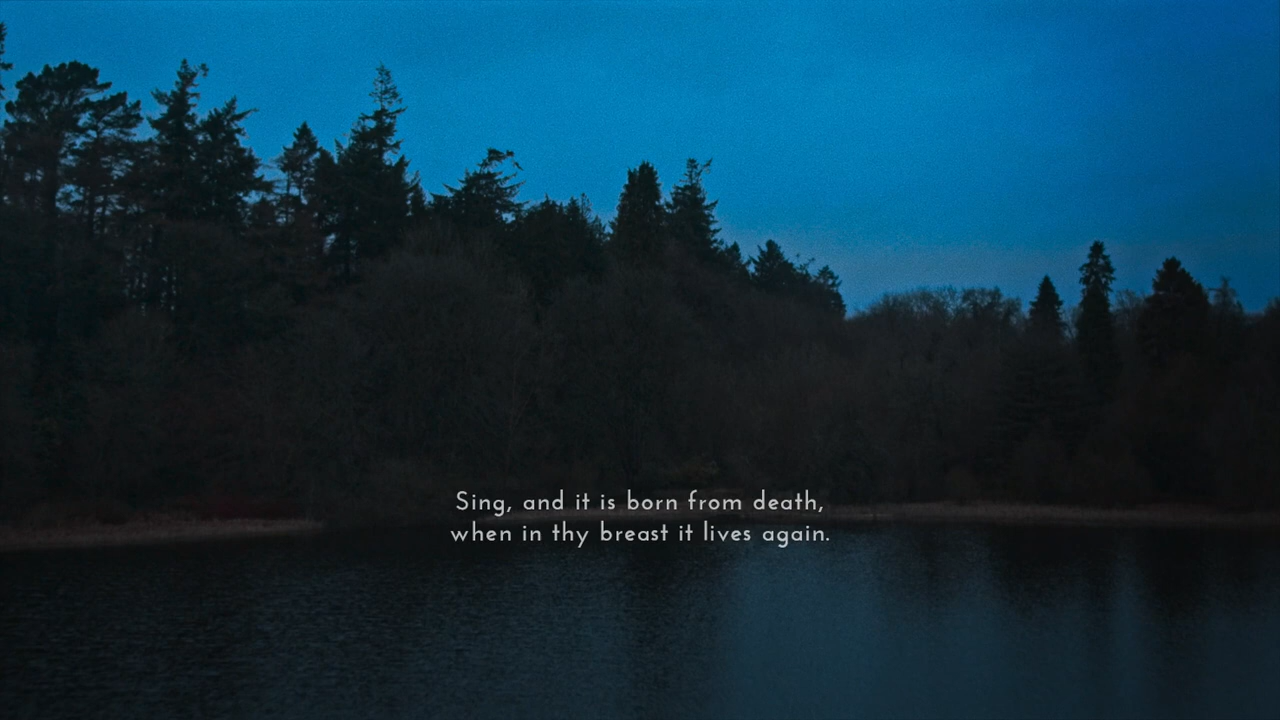 Sing, and it is born from death,
when in thy breast it lives again.